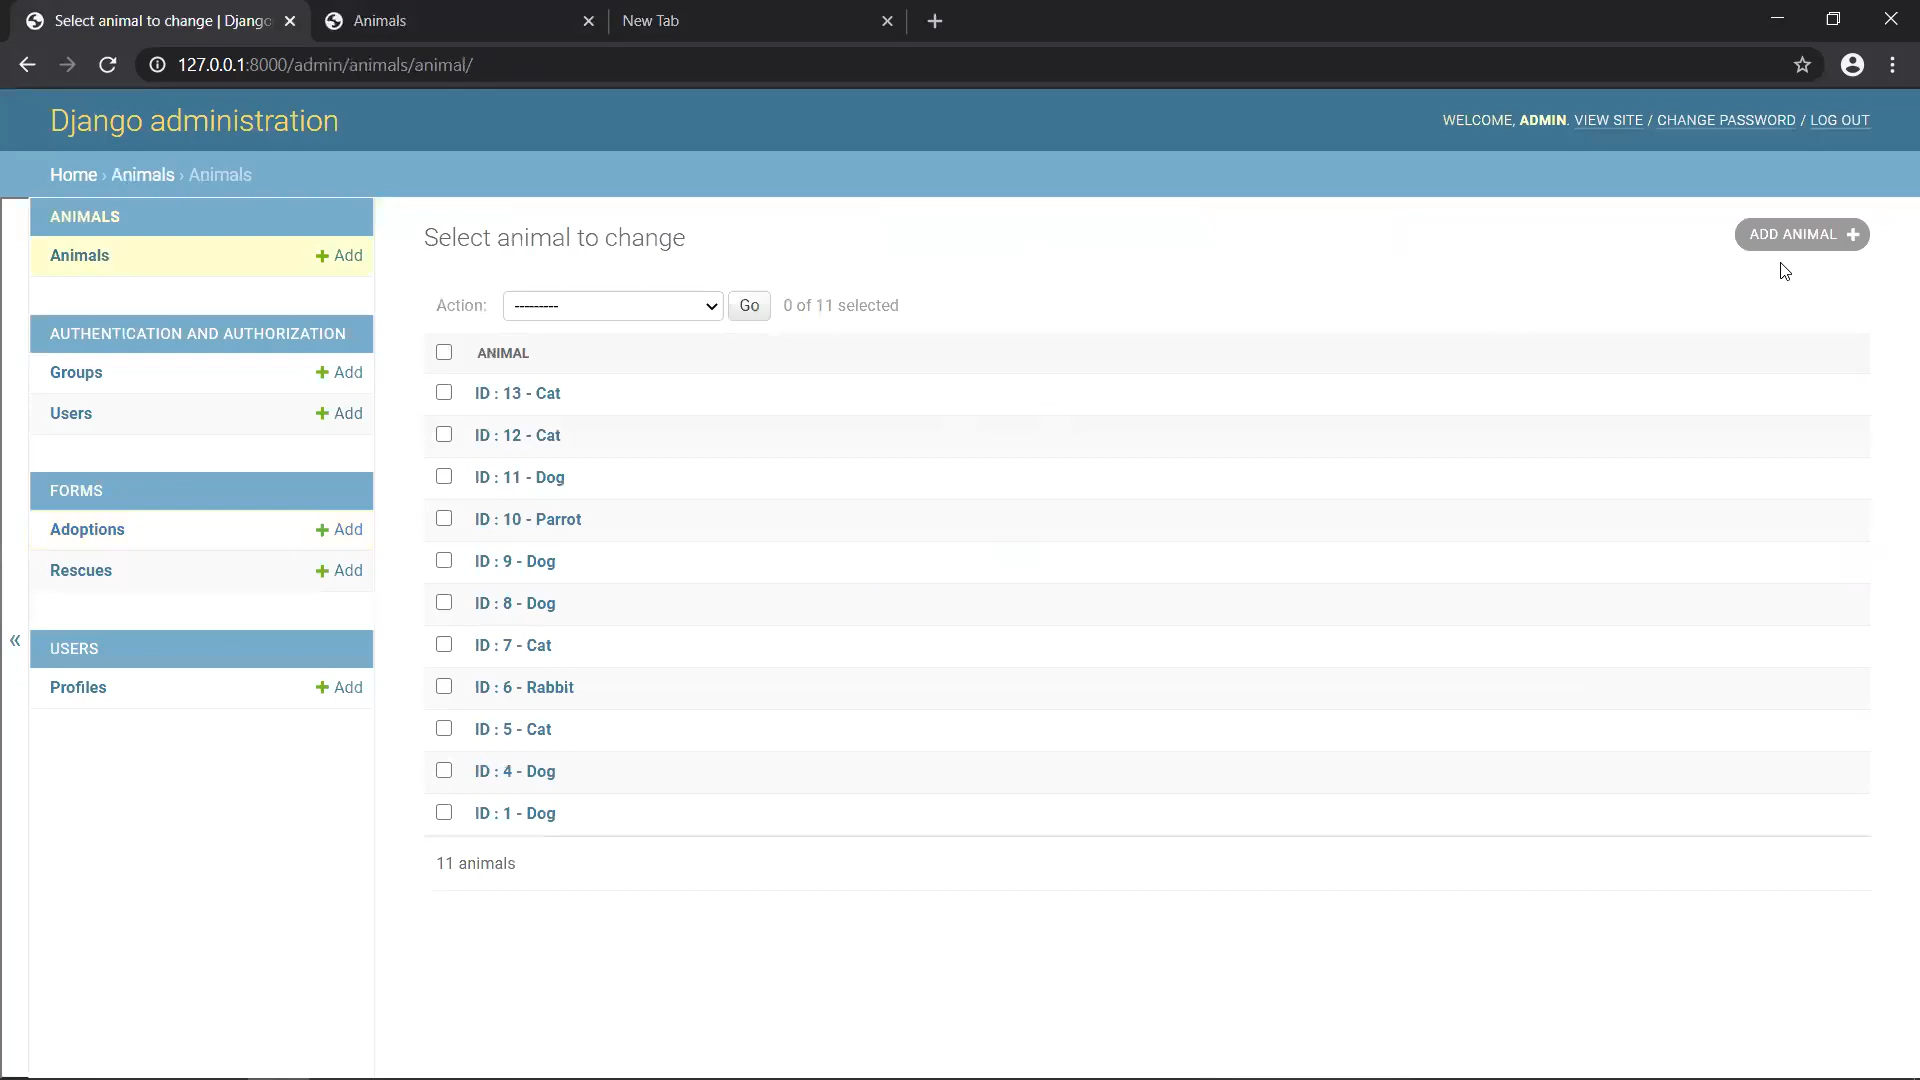 Select animal to change | Django
Animals
New Tab
127.0.0.1:8000/admin/animals/animal/
Django administration
WELCOME, ADMIN. VIEW SITE / CHANGE PASSWORD / LOG OUT
Home › Animals › Animals
ANIMALS
Animals
+ Add
AUTHENTICATION AND AUTHORIZATION
Groups
+ Add
Users
+ Add
FORMS
Adoptions
+ Add
Rescues
+ Add
«
USERS
Profiles
+ Add
Select animal to change
ADD ANIMAL +
Action: --------- Go 0 of 11 selected
ANIMAL
ID : 13 - Cat
ID : 12 - Cat
ID : 11 - Dog
ID : 10 - Parrot
ID : 9 - Dog
ID : 8 - Dog
ID : 7 - Cat
ID : 6 - Rabbit
ID : 5 - Cat
ID : 4 - Dog
ID : 1 - Dog
11 animals